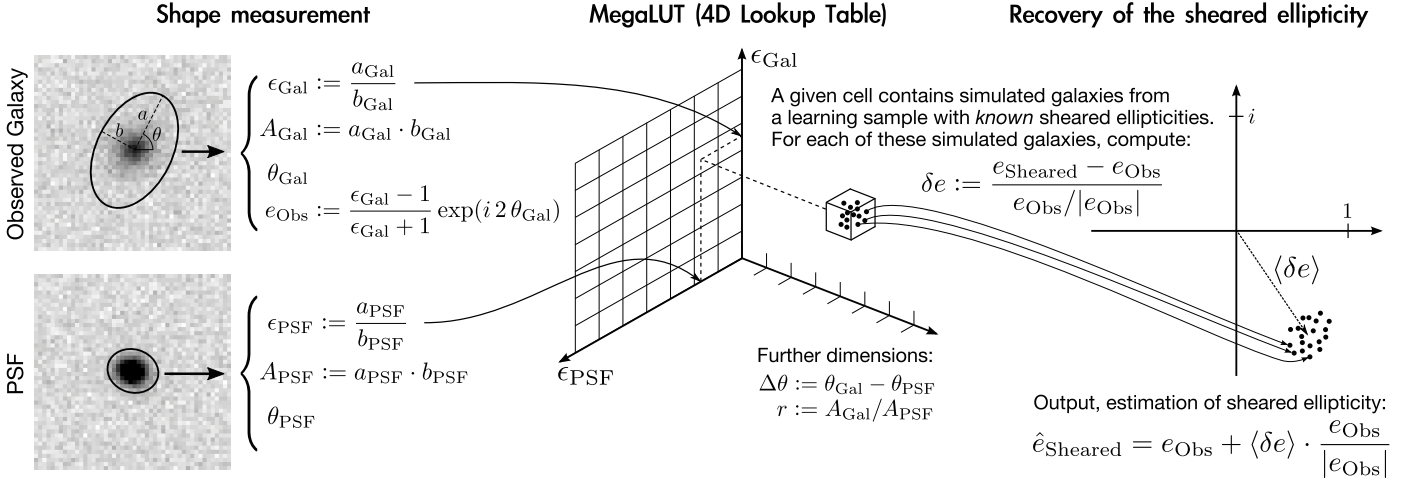 Shape measurement
MegaLUT (4D Lookup Table)
Recovery of the sheared ellipticity
Observed Galaxy
a
b
θ
ϵ_Gal := a_Gal / b_Gal
A_Gal := a_Gal · b_Gal
θ_Gal
e_Obs := (ϵ_Gal − 1) / (ϵ_Gal + 1) exp(i 2 θ_Gal)
PSF
ϵ_PSF := a_PSF / b_PSF
A_PSF := a_PSF · b_PSF
θ_PSF
ϵ_Gal
ϵ_PSF
A given cell contains simulated galaxies from
a learning sample with known sheared ellipticities.
For each of these simulated galaxies, compute:
δe := (e_Sheared − e_Obs) / (e_Obs/|e_Obs|)
Further dimensions:
Δθ := θ_Gal − θ_PSF
r := A_Gal/A_PSF
i
1
⟨δe⟩
Output, estimation of sheared ellipticity:
ê_Sheared = e_Obs + ⟨δe⟩ · e_Obs / |e_Obs|